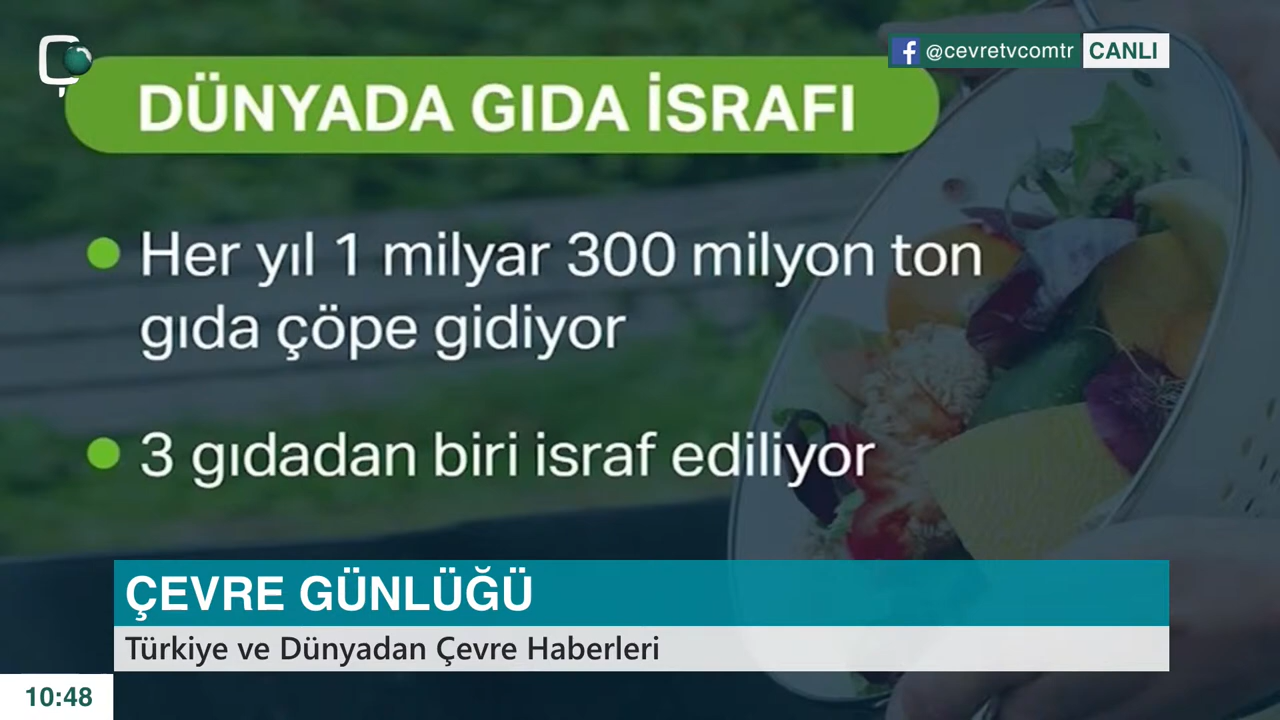 @cevretvcomtr CANLI
DÜNYADA GIDA İSRAFI
Her yıl 1 milyar 300 milyon ton
gıda çöpe gidiyor
3 gıdadan biri israf ediliyor
ÇEVRE GÜNLÜĞÜ
Türkiye ve Dünyadan Çevre Haberleri
10:48